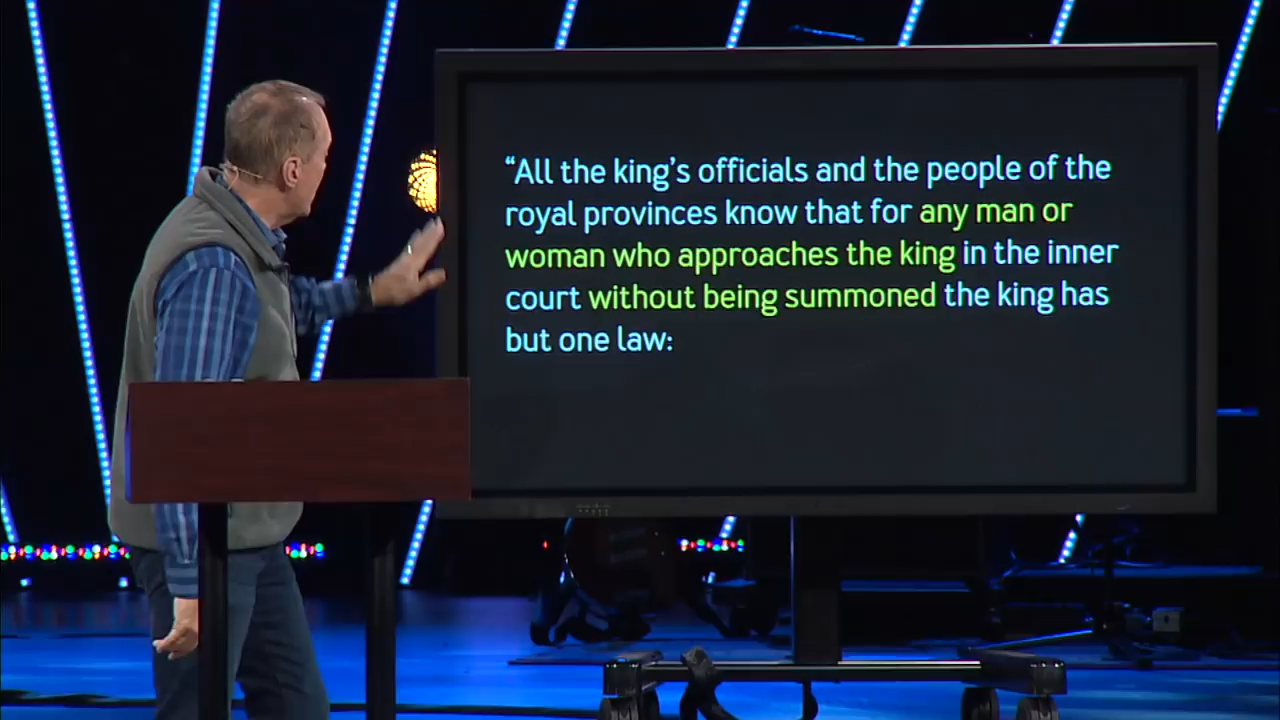 “All the king’s officials and the people of the
royal provinces know that for any man or
woman who approaches the king in the inner
court without being summoned the king has
but one law: